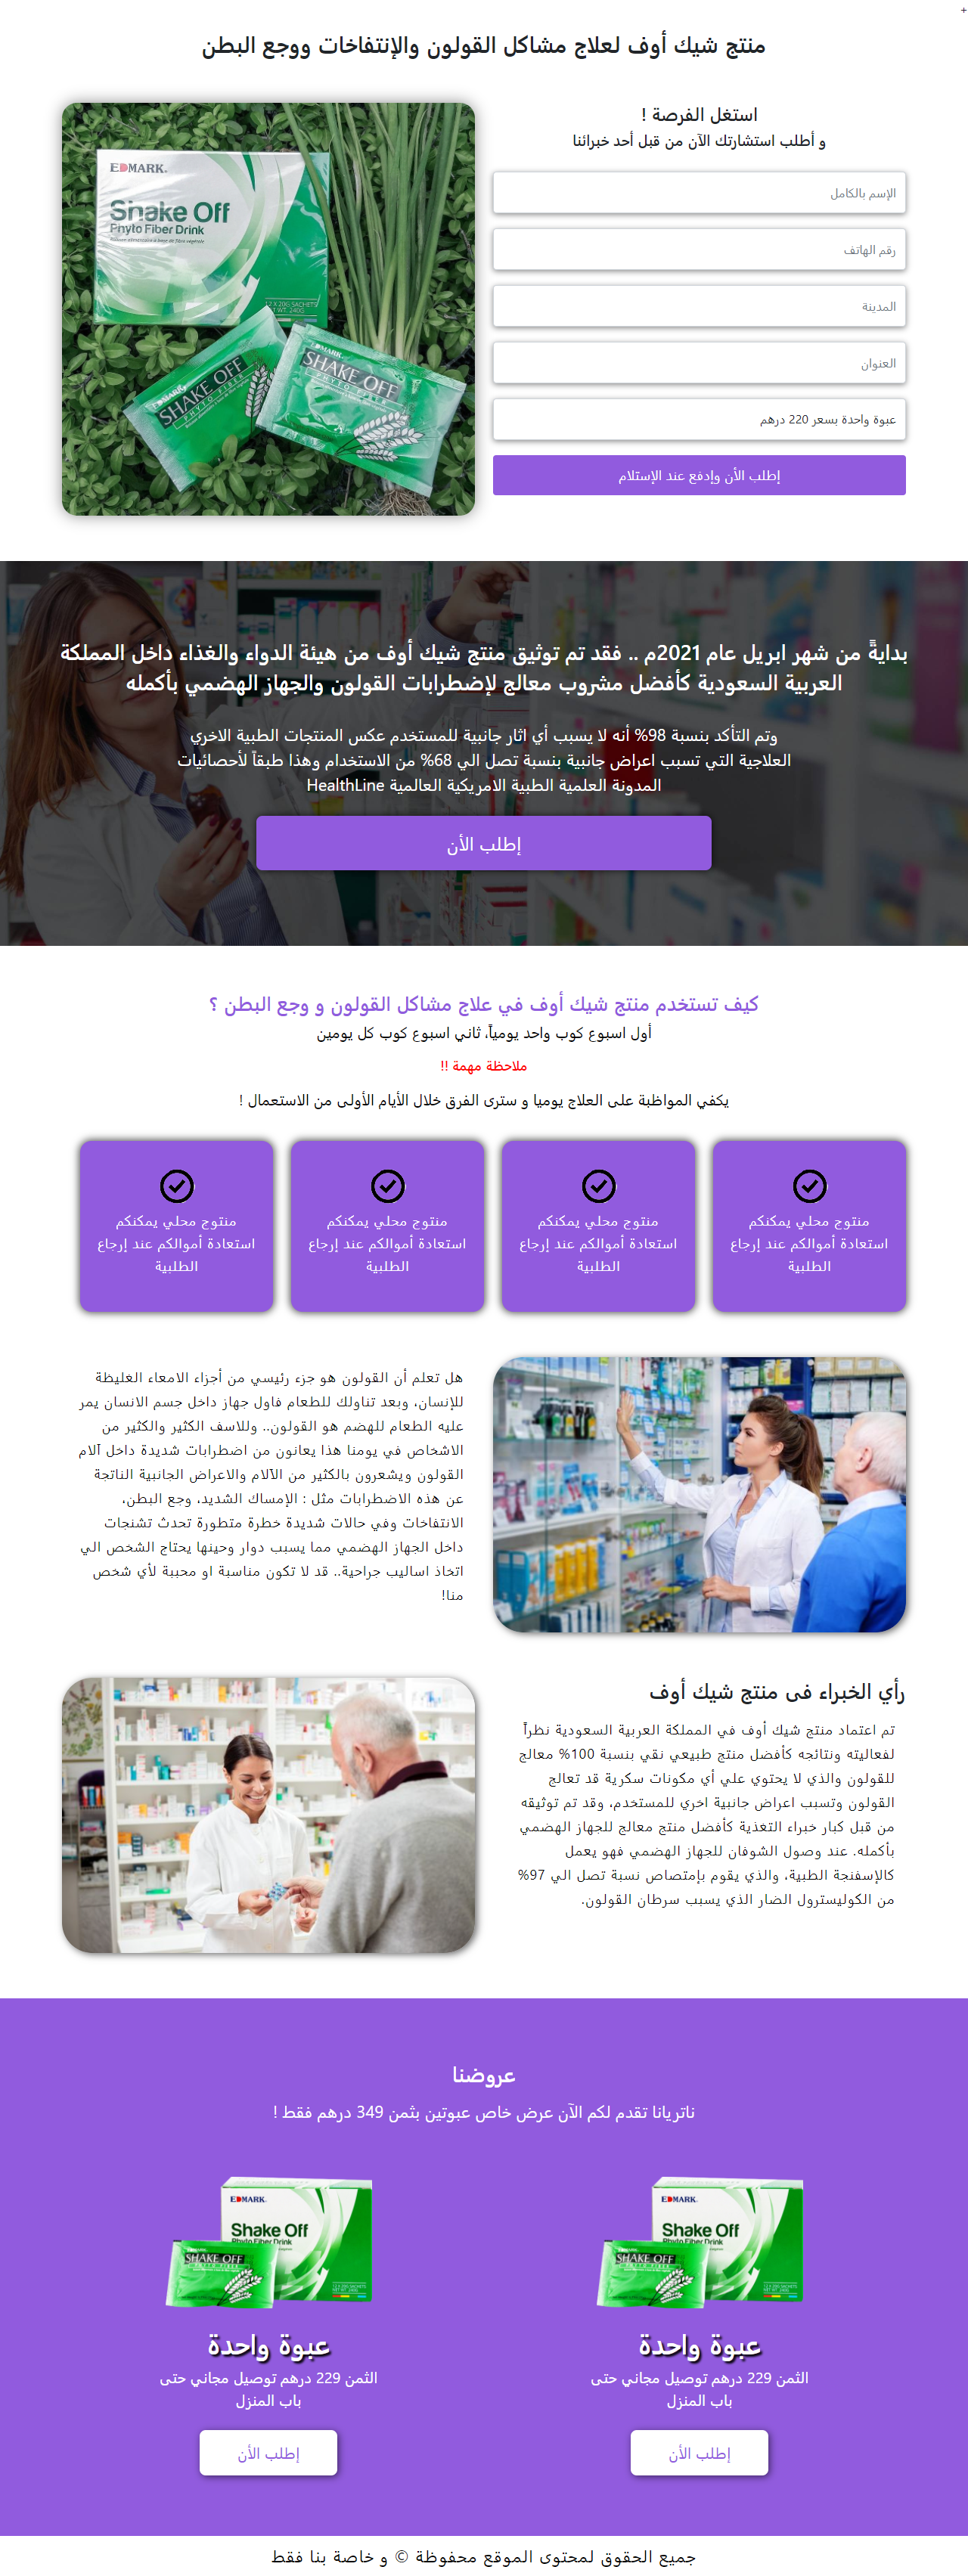 +
منتج شيك أوف لعلاج مشاكل القولون والإنتفاخات ووجع البطن
استغل الفرصة !
و أطلب استشارتك الآن من قبل أحد خبرائنا
الإسم بالكامل
رقم الهاتف
المدينة
العنوان
عبوة واحدة بسعر 220 درهم
إطلب الأن وإدفع عند الإستلام
EDMARK
Shake Off
Phyto Fiber Drink
12 X 20G SACHETS
EDMARK
SHAKE OFF
PHYTO FIBER
EDMARK
SHAKE OFF
PHYTO FIBER
بدايةً من شهر ابريل عام 2021م .. فقد تم توثيق منتج شيك أوف من هيئة الدواء والغذاء داخل المملكة
العربية السعودية كأفضل مشروب معالج لإضطرابات القولون والجهاز الهضمي بأكمله
وتم التأكد بنسبة 98% أنه لا يسبب أي اثار جانبية للمستخدم عكس المنتجات الطبية الاخري
العلاجية التي تسبب اعراض جانبية بنسبة تصل الي 68% من الاستخدام وهذا طبقاً لأحصائيات
المدونة العلمية الطبية الامريكية العالمية HealthLine
إطلب الأن
كيف تستخدم منتج شيك أوف في علاج مشاكل القولون و وجع البطن ؟
أول اسبوع كوب واحد يومياً، ثاني اسبوع كوب كل يومين
ملاحظة مهمة !!
يكفي المواظبة على العلاج يوميا و سترى الفرق خلال الأيام الأولى من الاستعمال !
منتوج محلي يمكنكم
استعادة أموالكم عند إرجاع
الطلبية
منتوج محلي يمكنكم
استعادة أموالكم عند إرجاع
الطلبية
منتوج محلي يمكنكم
استعادة أموالكم عند إرجاع
الطلبية
منتوج محلي يمكنكم
استعادة أموالكم عند إرجاع
الطلبية
هل تعلم أن القولون هو جزء رئيسي من أجزاء الامعاء الغليظة
للإنسان، وبعد تناولك للطعام فاول جهاز داخل جسم الانسان يمر
عليه الطعام للهضم هو القولون.. وللاسف الكثير والكثير من
الاشخاص في يومنا هذا يعانون من اضطرابات شديدة داخل آلام
القولون ويشعرون بالكثير من الآلام والاعراض الجانبية الناتجة
عن هذه الاضطرابات مثل : الإمساك الشديد، وجع البطن،
الانتفاخات وفي حالات شديدة خطرة متطورة تحدث تشنجات
داخل الجهاز الهضمي مما يسبب دوار وحينها يحتاج الشخص الي
اتخاذ اساليب جراحية.. قد لا تكون مناسبة او محببة لأي شخص
منا!
رأي الخبراء فى منتج شيك أوف
تم اعتماد منتج شيك أوف في المملكة العربية السعودية نظراً
لفعاليته ونتائجه كأفضل منتج طبيعي نقي بنسبة 100% معالج
للقولون والذي لا يحتوي علي أي مكونات سكرية قد تعالج
القولون وتسبب اعراض جانبية اخري للمستخدم، وقد تم توثيقه
من قبل كبار خبراء التغذية كأفضل منتج معالج للجهاز الهضمي
بأكمله. عند وصول الشوفان للجهاز الهضمي فهو يعمل
كالإسفنجة الطبية، والذي يقوم بإمتصاص نسبة تصل الي 97%
من الكوليسترول الضار الذي يسبب سرطان القولون.
عروضنا
ناتريانا تقدم لكم الآن عرض خاص عبوتين بثمن 349 درهم فقط !
EDMARK
Shake Off
Phyto Fiber Drink
SHAKE OFF
عبوة واحدة
الثمن 229 درهم توصيل مجاني حتى
باب المنزل
إطلب الأن
EDMARK
Shake Off
Phyto Fiber Drink
SHAKE OFF
عبوة واحدة
الثمن 229 درهم توصيل مجاني حتى
باب المنزل
إطلب الأن
جميع الحقوق لمحتوى الموقع محفوظة © و خاصة بنا فقط